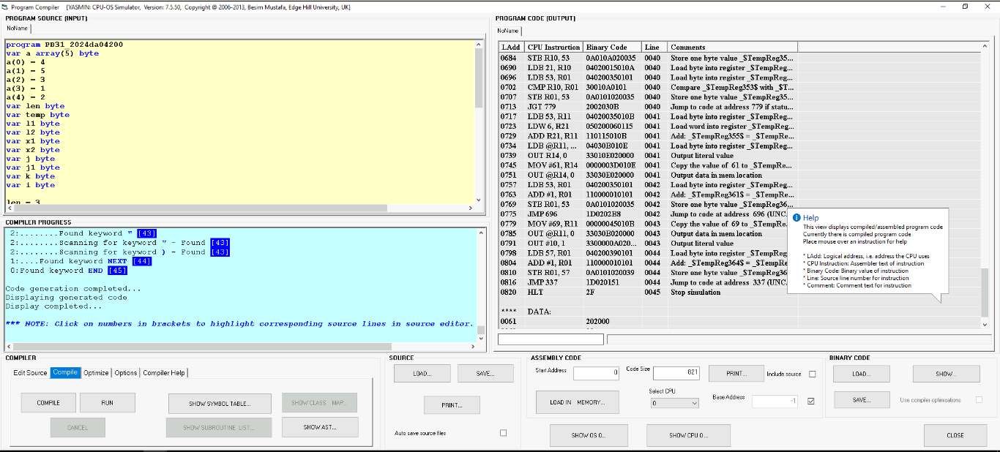 Program Compiler [YASMIN: CPU-OS Simulator, Version: 7.5.50, Copyright @ 2006-2013, Besim Mustafa, Edge Hill University, UK]
PROGRAM SOURCE (INPUT)
NoName
program PB31_2024da04200
var a array(5) byte
a(0) = 4
a(1) = 5
a(2) = 3
a(3) = 1
a(4) = 2
var len byte
var temp byte
var l1 byte
var l2 byte
var x1 byte
var x2 byte
var j byte
var j1 byte
var k byte
var i byte
len = 3
COMPILER PROGRESS
2:........Found keyword " [43]
2:........Scanning for keyword " - Found [43]
2:........Scanning for keyword ) - Found [43]
1:....Found keyword NEXT [44]
0:Found keyword END [45]
Code generation completed...
Displaying generated code
Display completed...
*** NOTE: Click on numbers in brackets to highlight corresponding source lines in source editor.
PROGRAM CODE (OUTPUT)
NoName
LAdd CPU Instruction Binary Code Line Comments
0684 STB R10, 53 0A010A020035 0040 Store one byte value _$TempReg35...
0690 LDB 21, R10 04020015010A 0040 Load byte into register _$TempReg...
0696 LDB 53, R01 040200350101 0040 Load byte into register _$TempReg...
0702 CMP R10, R01 30010A0101 0040 Compare _$TempReg353$ with _$T...
0707 STB R01, 53 0A0101020035 0040 Store one byte value _$TempReg35...
0713 JGT 779 2002030B 0040 Jump to code at address 779 if statu...
0717 LDB 53, R11 04020035010B 0041 Load byte into register _$TempReg...
0723 LDW 6, R21 050200060115 0041 Load word into register _$TempReg...
0729 ADD R21, R11 110115010B 0041 Add: _$TempReg355$ = _$TempRe...
0734 LDB @R11, ... 04030B010E 0041 Load byte into register _$TempReg...
0739 OUT R14, 0 33010E020000 0041 Output literal value
0745 MOV #61, R14 0000003D010E 0041 Copy the value of 61 to _$TempRe...
0751 OUT @R14, 0 33030E020000 0041 Output data in mem location
0757 LDB 53, R01 040200350101 0042 Load byte into register _$TempReg...
0763 ADD #1, R01 110000010101 0042 Add: _$TempReg361$ = _$TempRe...
0769 STB R01, 53 0A0101020035 0042 Store one byte value _$TempReg36...
0775 JMP 696 1D0202B8 0042 Jump to code at address 696 (UNC.
0779 MOV #69, R11 00000045010B 0043 Copy the value of 69 to _$TempRe
0785 OUT @R11, 0 33030B020000 0043 Output data in mem location
0791 OUT #10, 1 3300000A020... 0043 Output literal value
0798 LDB 57, R01 040200390101 0044 Load byte into register _$TempReg
0804 ADD #1, R01 110000010101 0044 Add: _$TempReg364$ = _$TempRe
0810 STB R01, 57 0A0101020039 0044 Store one byte value _$TempReg36
0816 JMP 337 1D020151 0044 Jump to code at address 337 (UNC.
0820 HLT 2F 0045 Stop simulation
**** DATA:
0061 202000
Help
This view displays compiled/assembled program code
Currently there is compiled program code
Place mouse over an instruction for help
* LAdd: Logical address, i.e. address the CPU uses
* CPU Instruction: Assembler text of instruction
* Binary Code: Binary value of instruction
* Line: Source line number for instruction
* Comment: Comment text for instruction
COMPILER
Edit Source Compile Optimize Options Compiler Help
COMPILE RUN SHOW SYMBOL TABLE... SHOW CLASS MAP...
CANCEL SHOW SUBROUTINE LIST... SHOW AST...
SOURCE
LOAD... SAVE...
PRINT...
Auto save source files
ASSEMBLY CODE
Start Address 0 Code Size 821 PRINT... Include source
LOAD IN MEMORY... Select CPU 0 Base Address -1
SHOW OS 0... SHOW CPU 0...
BINARY CODE
LOAD... SHOW...
SAVE... Use compiler optimisations
CLOSE